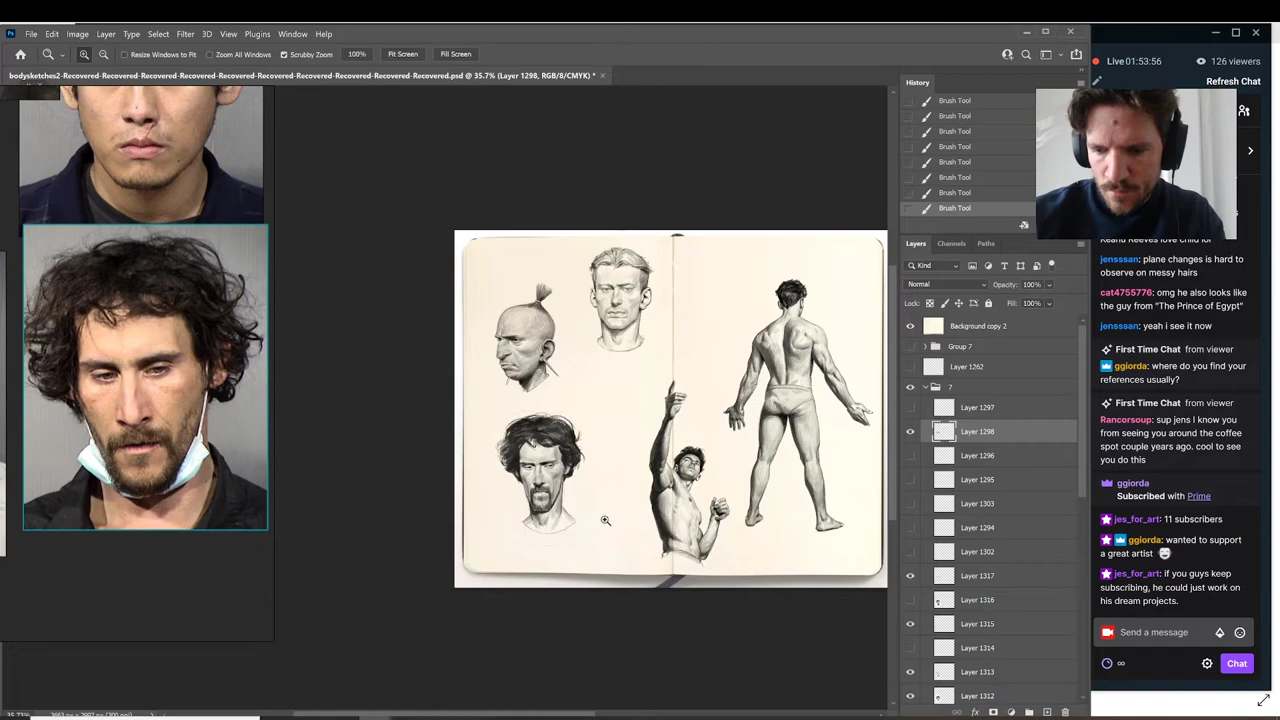 Ps File Edit Image Layer Type Select Filter 3D View Plugins Window Help
Resize Windows to Fit Zoom All Windows Scrubby Zoom 100% Fit Screen Fill Screen
bodysketches2-Recovered-Recovered-Recovered-Recovered-Recovered-Recovered-Recovered-Recovered-Recovered.psd @ 35.7% (Layer 1298, RGB/8/CMYK) *
History
Brush Tool
Brush Tool
Brush Tool
Brush Tool
Brush Tool
Brush Tool
Brush Tool
Brush Tool
Layers Channels Paths
Kind
Normal Opacity: 100%
Lock: Fill: 100%
Background copy 2
Group 7
Layer 1262
7
Layer 1297
Layer 1298
Layer 1296
Layer 1295
Layer 1303
Layer 1294
Layer 1302
Layer 1317
Layer 1316
Layer 1315
Layer 1314
Layer 1313
Layer 1312
Live 01:53:56 126 viewers
Refresh Chat
Keanu Reeves love child lol
jensssan: plane changes is hard to
observe on messy hairs
cat4755776: omg he also looks like
the guy from "The Prince of Egypt"
jensssan: yeah i see it now
First Time Chat from viewer
ggiorda: where do you find your
references usually?
First Time Chat from viewer
Rancorsoup: sup jens I know you
from seeing you around the coffee
spot couple years ago. cool to see
you do this
ggiorda
Subscribed with Prime
jes_for_art: 11 subscribers
ggiorda: wanted to support
a great artist
jes_for_art: if you guys keep
subscribing, he could just work on
his dream projects.
Send a message
Chat